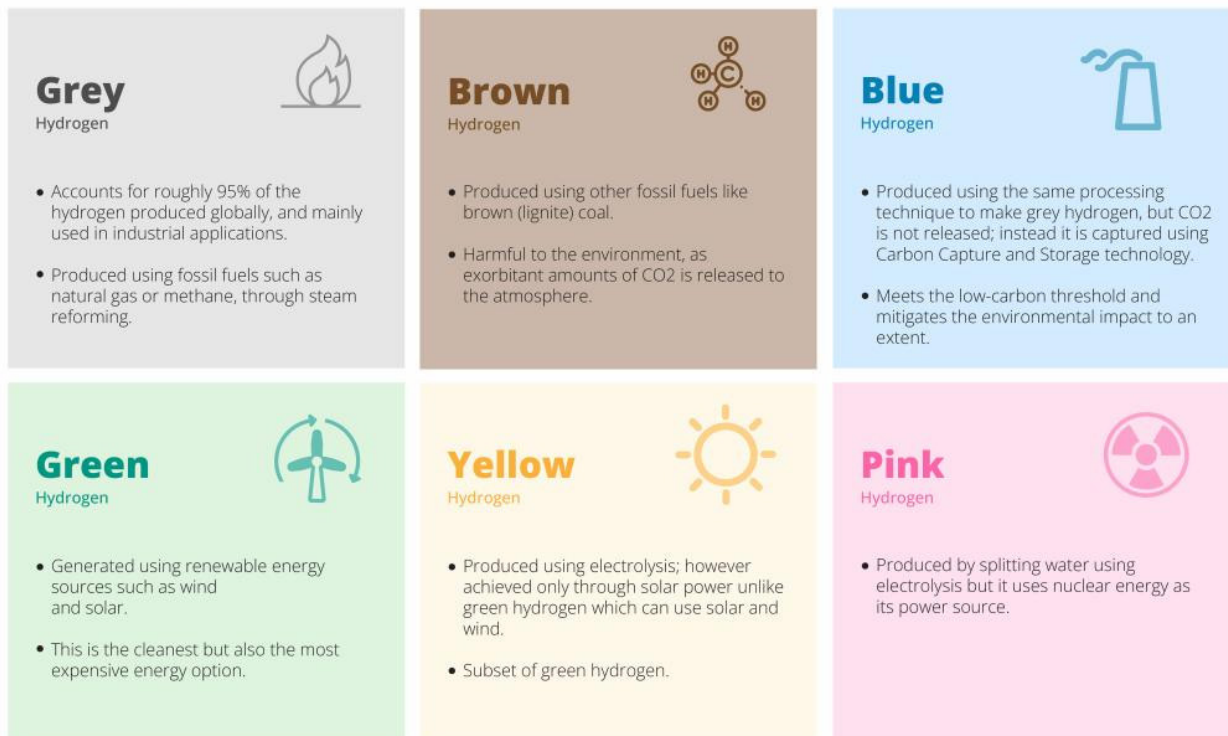 Grey
Hydrogen
• Accounts for roughly 95% of the
hydrogen produced globally, and mainly
used in industrial applications.
• Produced using fossil fuels such as
natural gas or methane, through steam
reforming.
Brown
Hydrogen
H
H C
H H
• Produced using other fossil fuels like
brown (lignite) coal.
• Harmful to the environment, as
exorbitant amounts of CO2 is released to
the atmosphere.
Blue
Hydrogen
• Produced using the same processing
technique to make grey hydrogen, but CO2
is not released; instead it is captured using
Carbon Capture and Storage technology.
• Meets the low-carbon threshold and
mitigates the environmental impact to an
extent.
Green
Hydrogen
• Generated using renewable energy
sources such as wind
and solar.
• This is the cleanest but also the most
expensive energy option.
Yellow
Hydrogen
• Produced using electrolysis; however
achieved only through solar power unlike
green hydrogen which can use solar and
wind.
• Subset of green hydrogen.
Pink
Hydrogen
• Produced by splitting water using
electrolysis but it uses nuclear energy as
its power source.